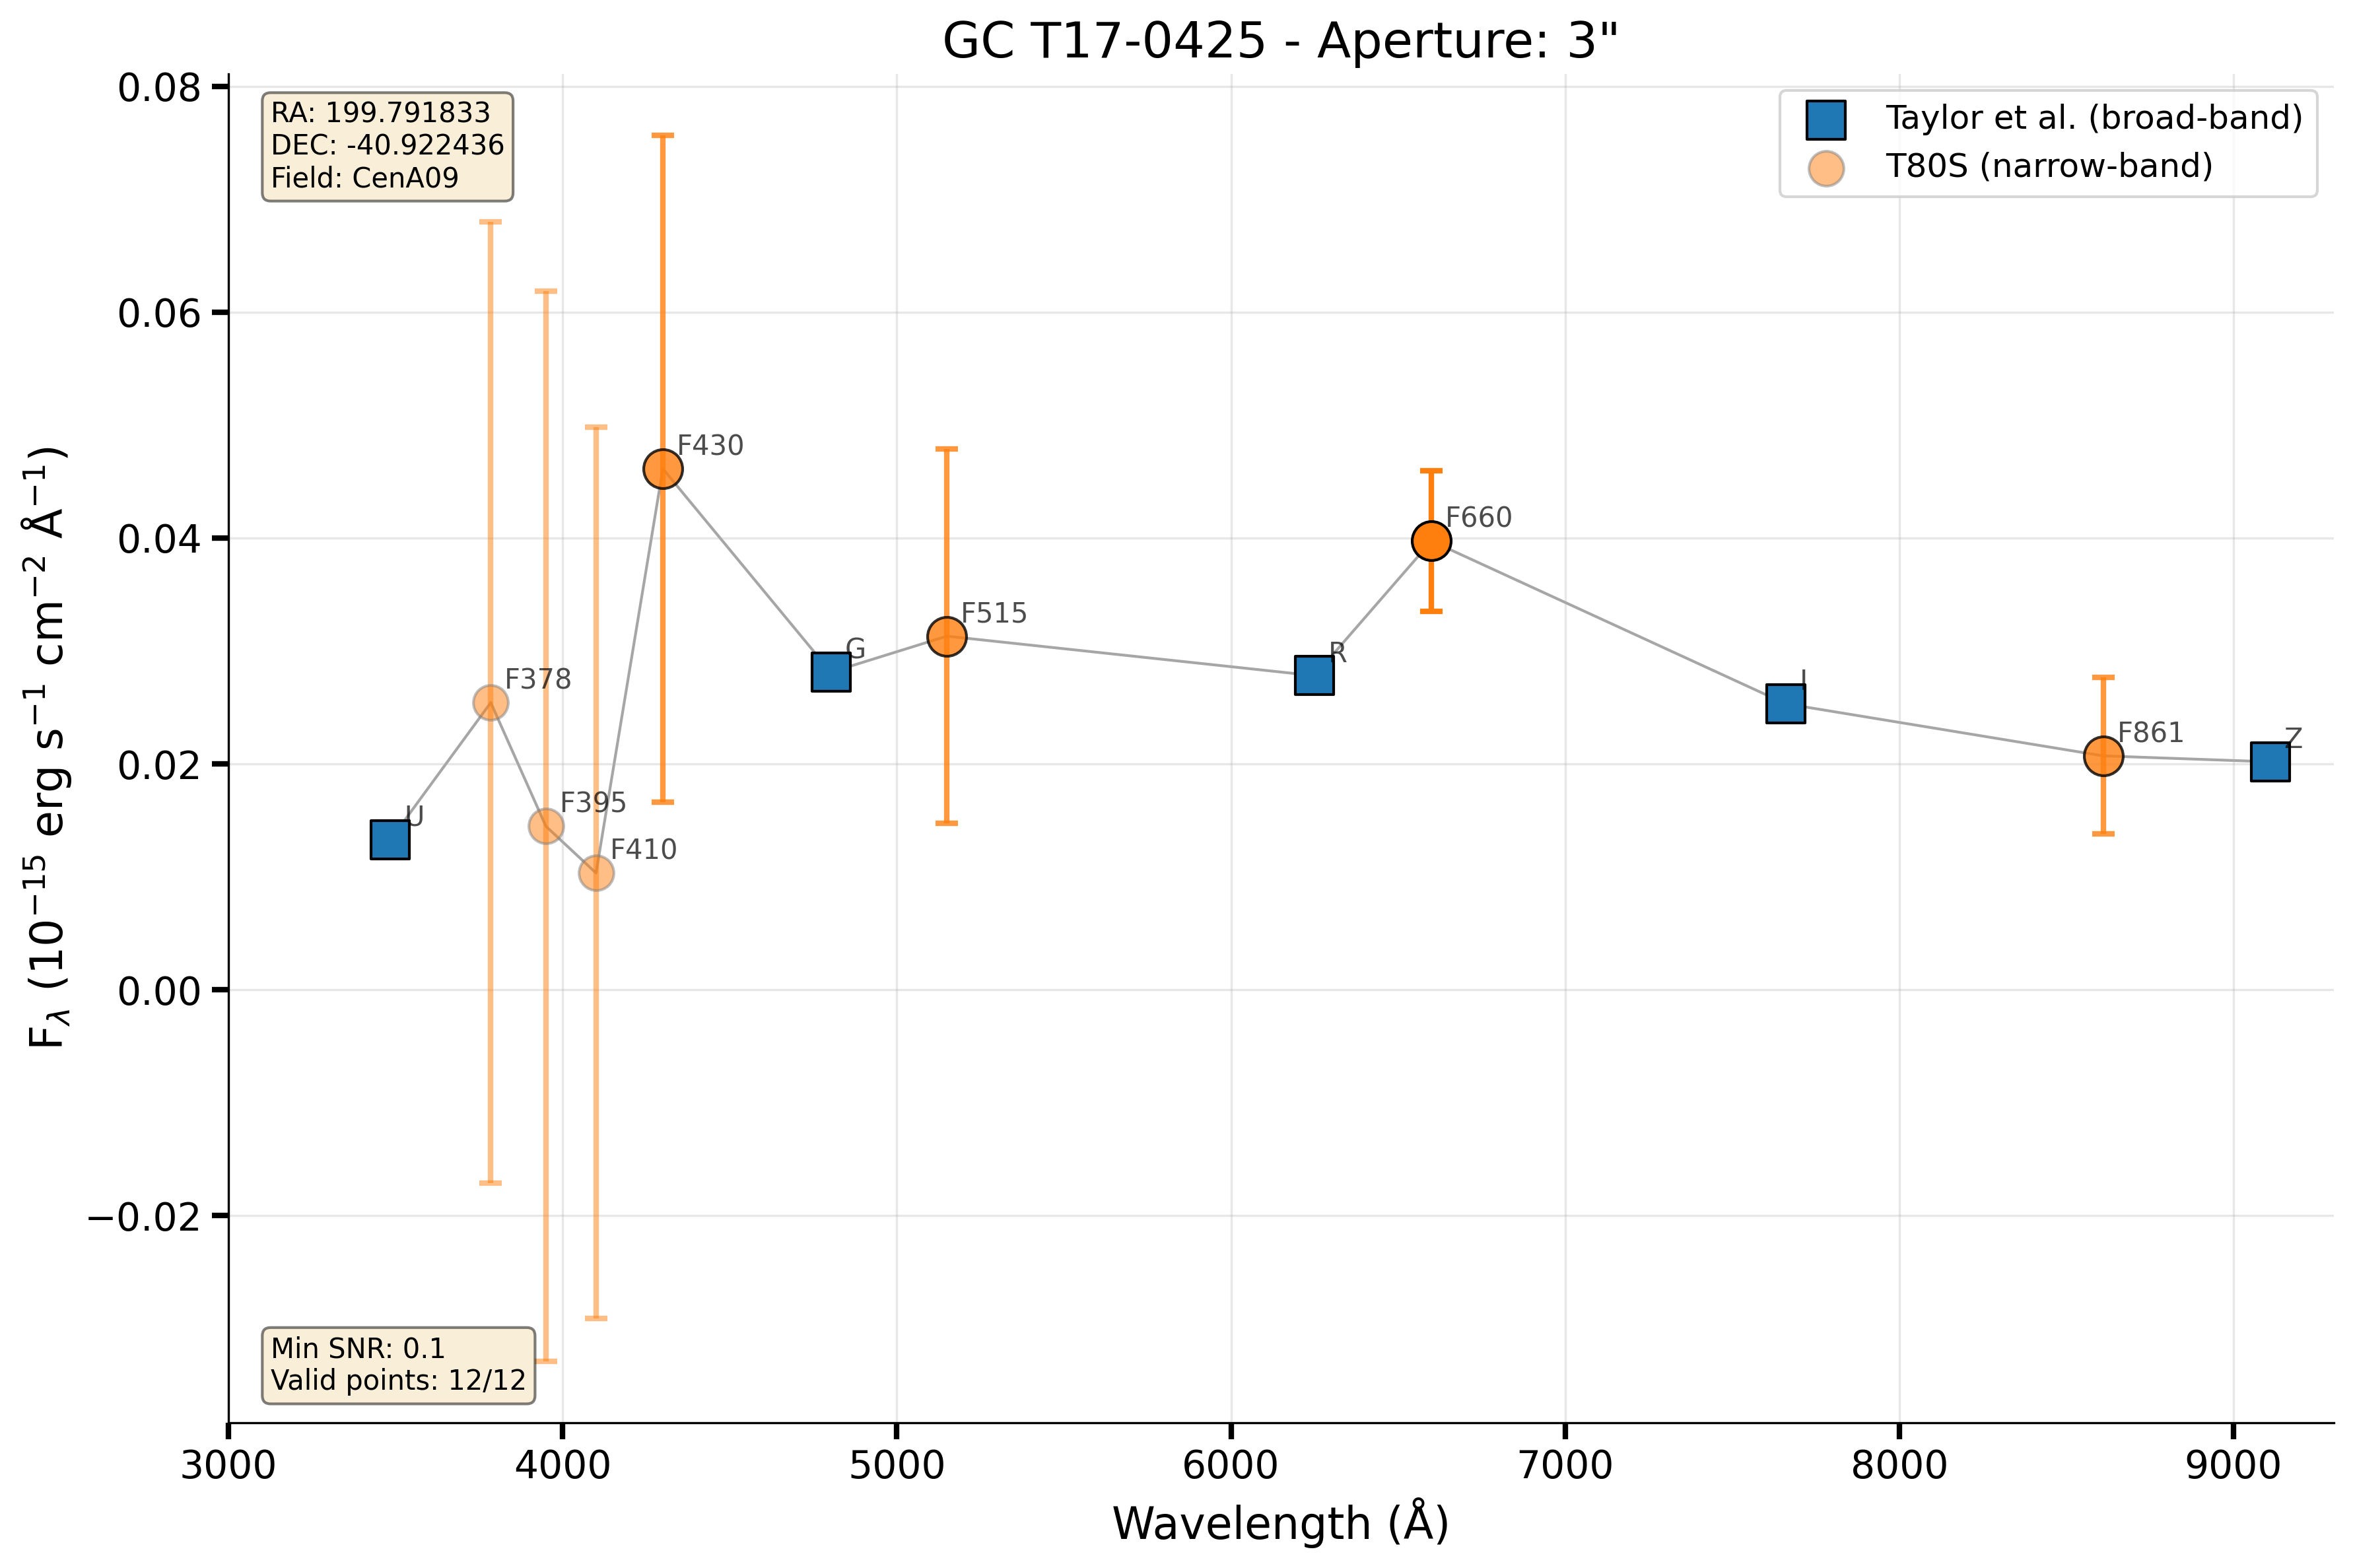 GC T17-0425 - Aperture: 3"
RA: 199.791833
DEC: -40.922436
Field: CenA09
Taylor et al. (broad-band)
T80S (narrow-band)
0.08
0.06
0.04
0.02
0.00
−0.02
F_λ (10⁻¹⁵ erg s⁻¹ cm⁻² Å⁻¹)
U
F378
F395
F410
F430
G
F515
R
F660
I
F861
Z
Min SNR: 0.1
Valid points: 12/12
3000
4000
5000
6000
7000
8000
9000
Wavelength (Å)